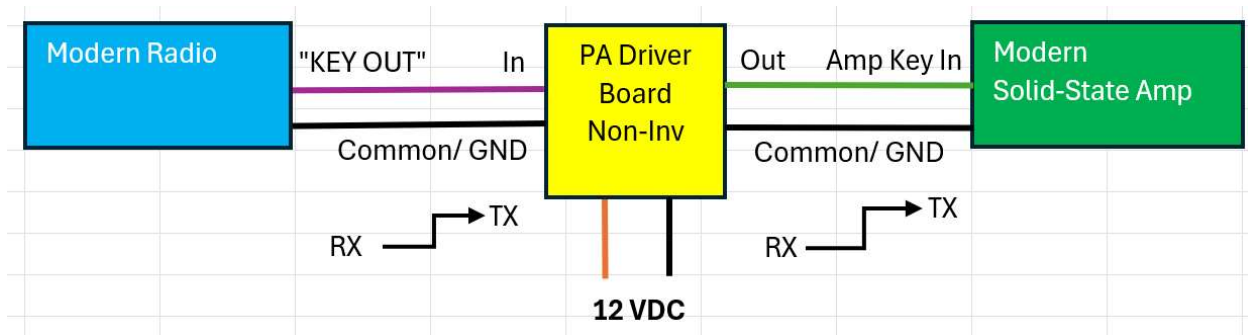 Modern Radio
"KEY OUT"
In
PA Driver
Board
Non-Inv
Out
Amp Key In
Modern
Solid-State Amp
Common/ GND
Common/ GND
RX
TX
RX
TX
12 VDC